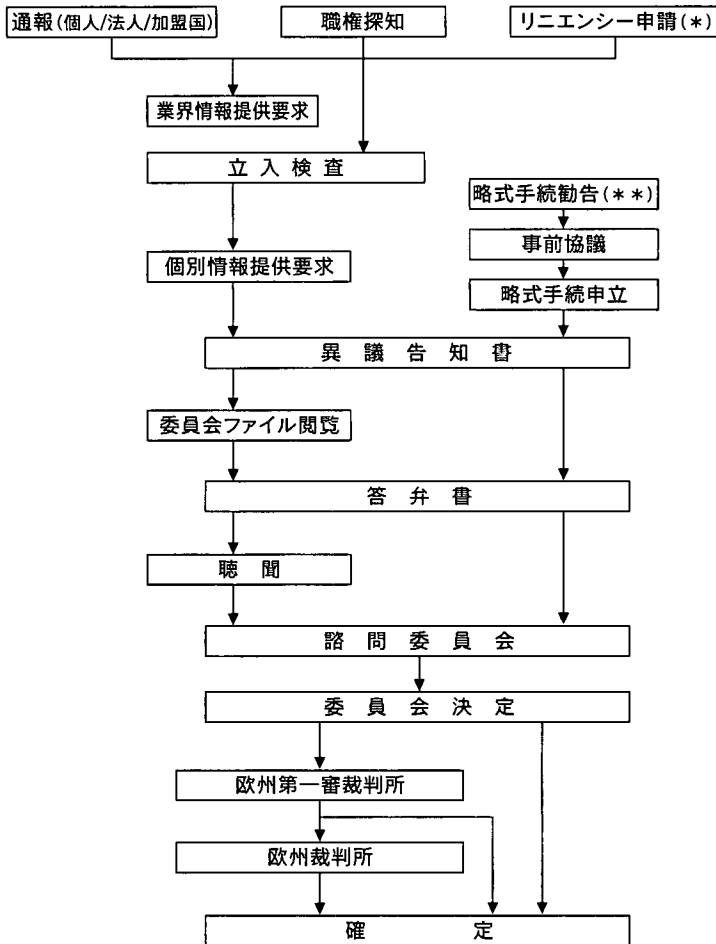 通報(個人/法人/加盟国)
職権探知
リニエンシー申請(*)
業界情報提供要求
立入検査
略式手続勧告(**)
事前協議
個別情報提供要求
略式手続申立
異議告知書
委員会ファイル閲覧
答弁書
聴聞
諮問委員会
委員会決定
欧州第一審裁判所
欧州裁判所
確定